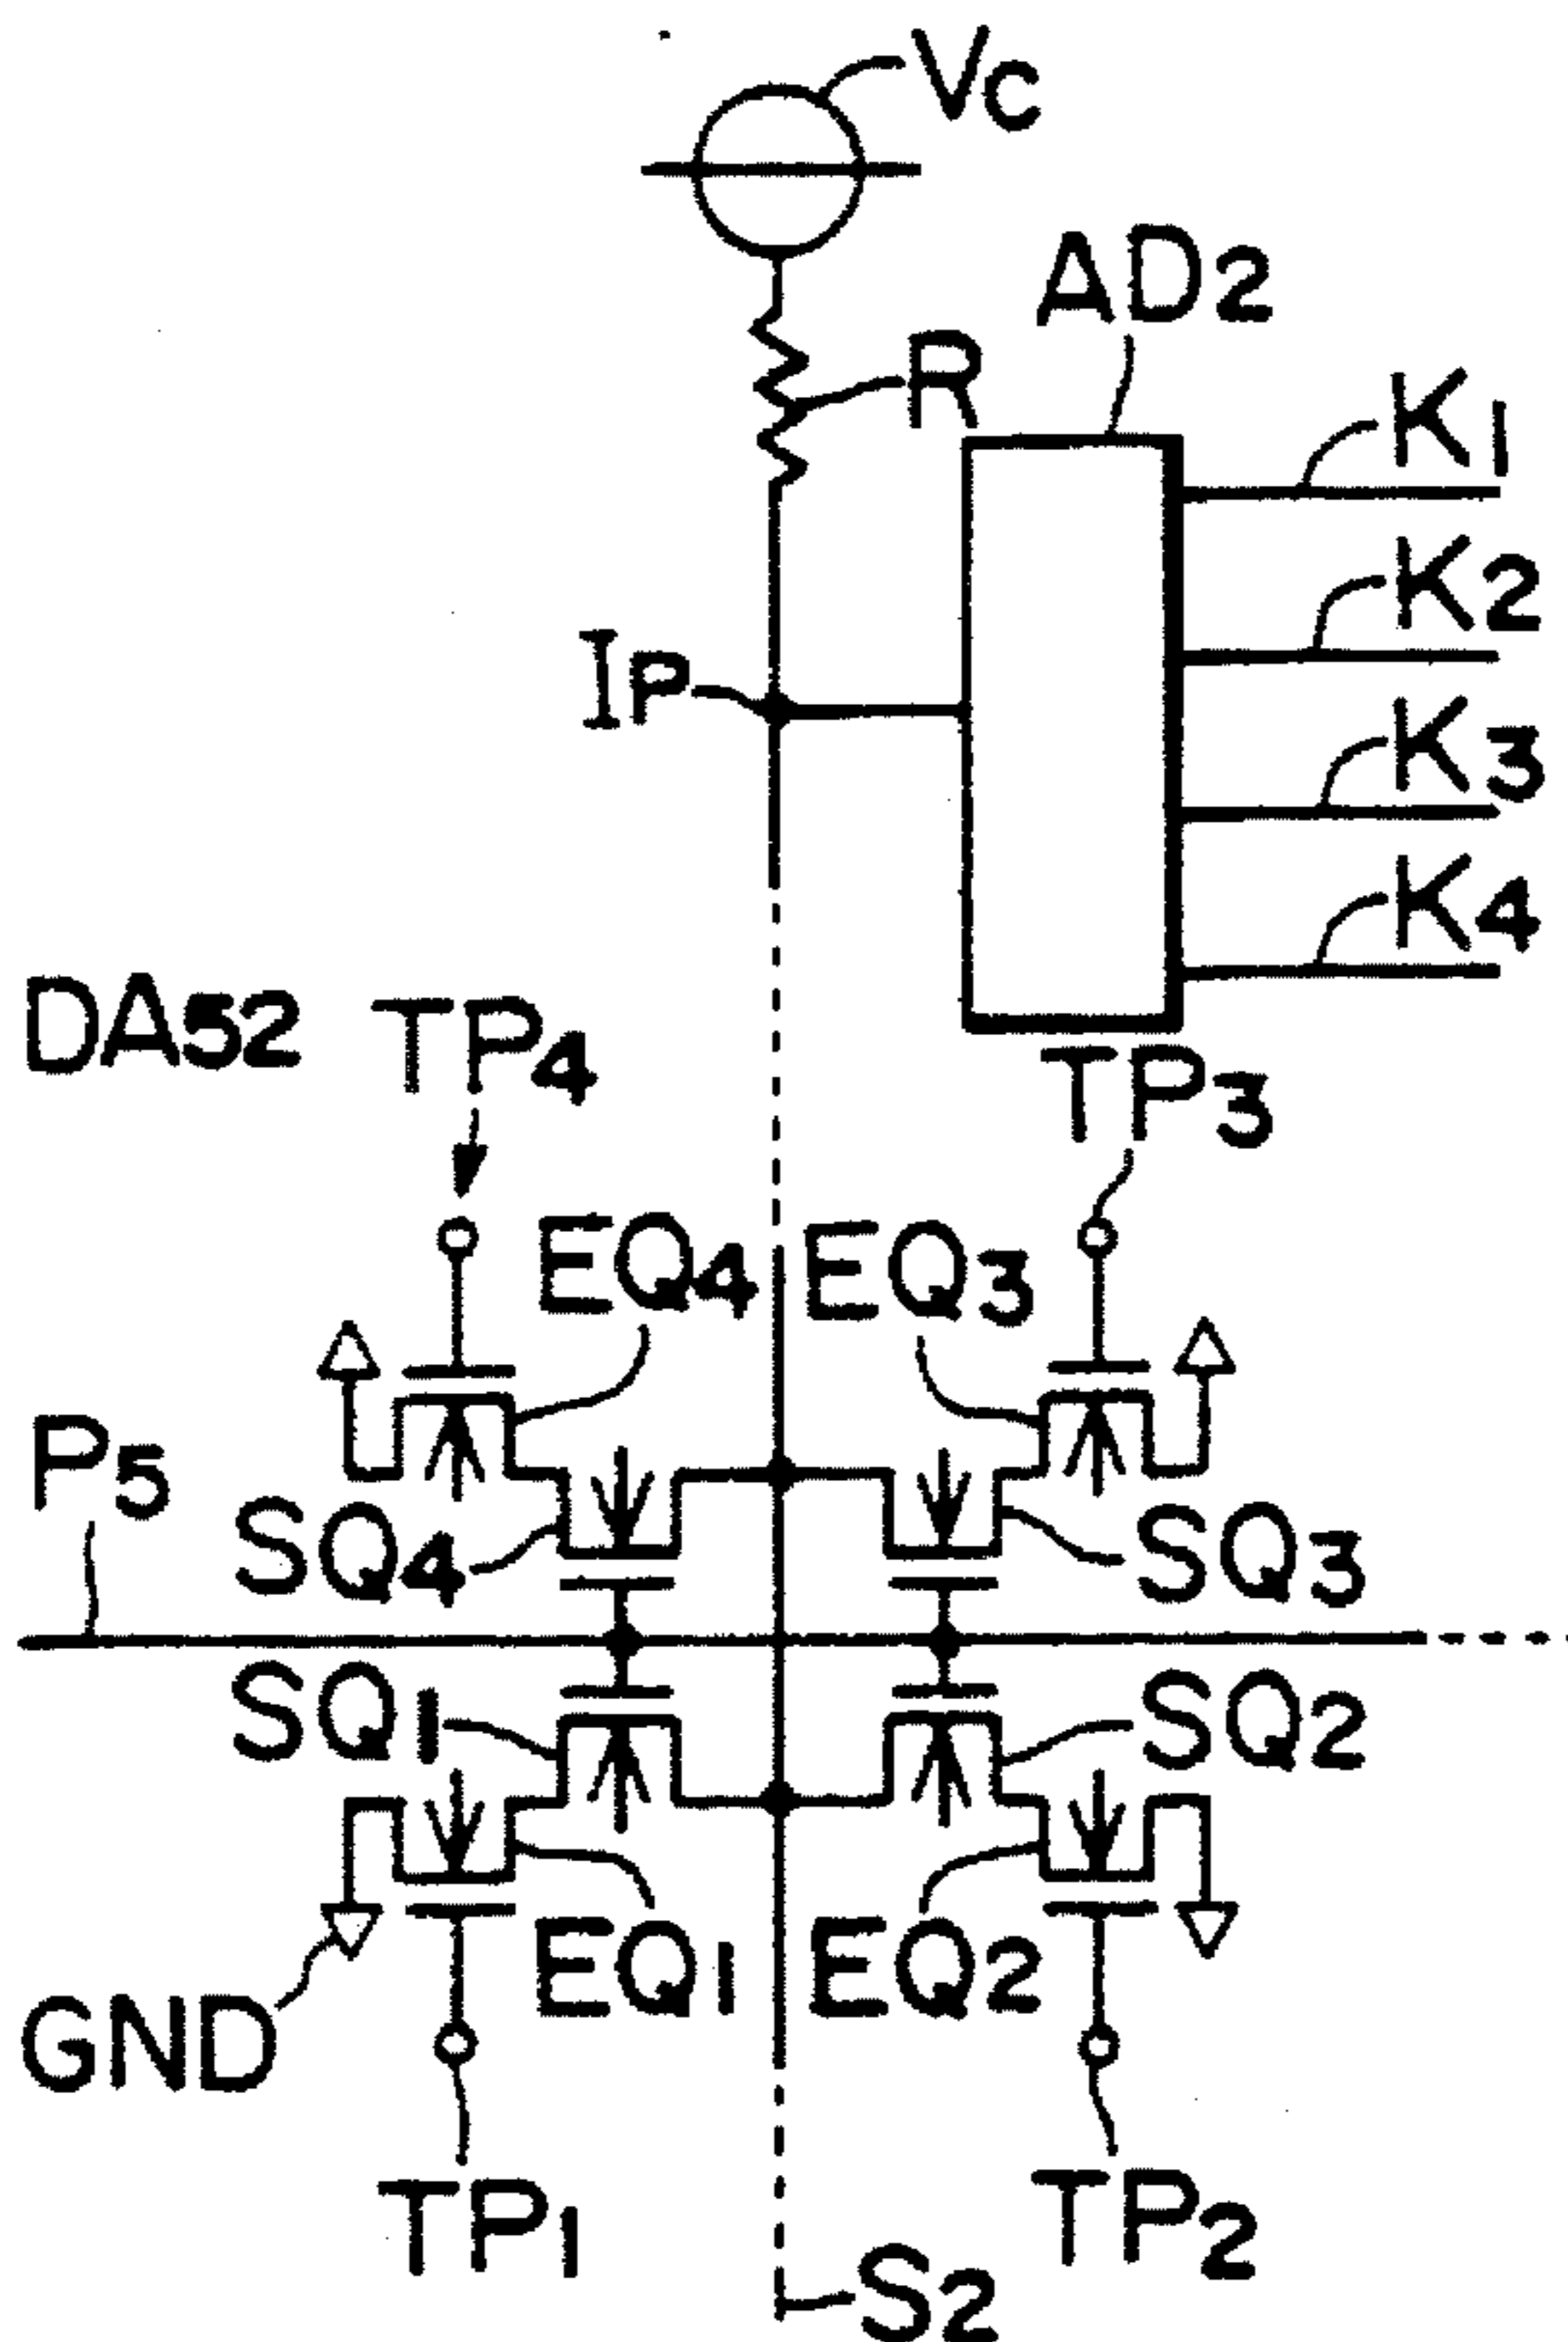 Vc
AD2
R
K1
K2
IP
K3
K4
DA52
TP4
TP3
EQ4
EQ3
P5
SQ4
SQ3
SQ1
SQ2
EQ1
EQ2
GND
TP1
TP2
S2